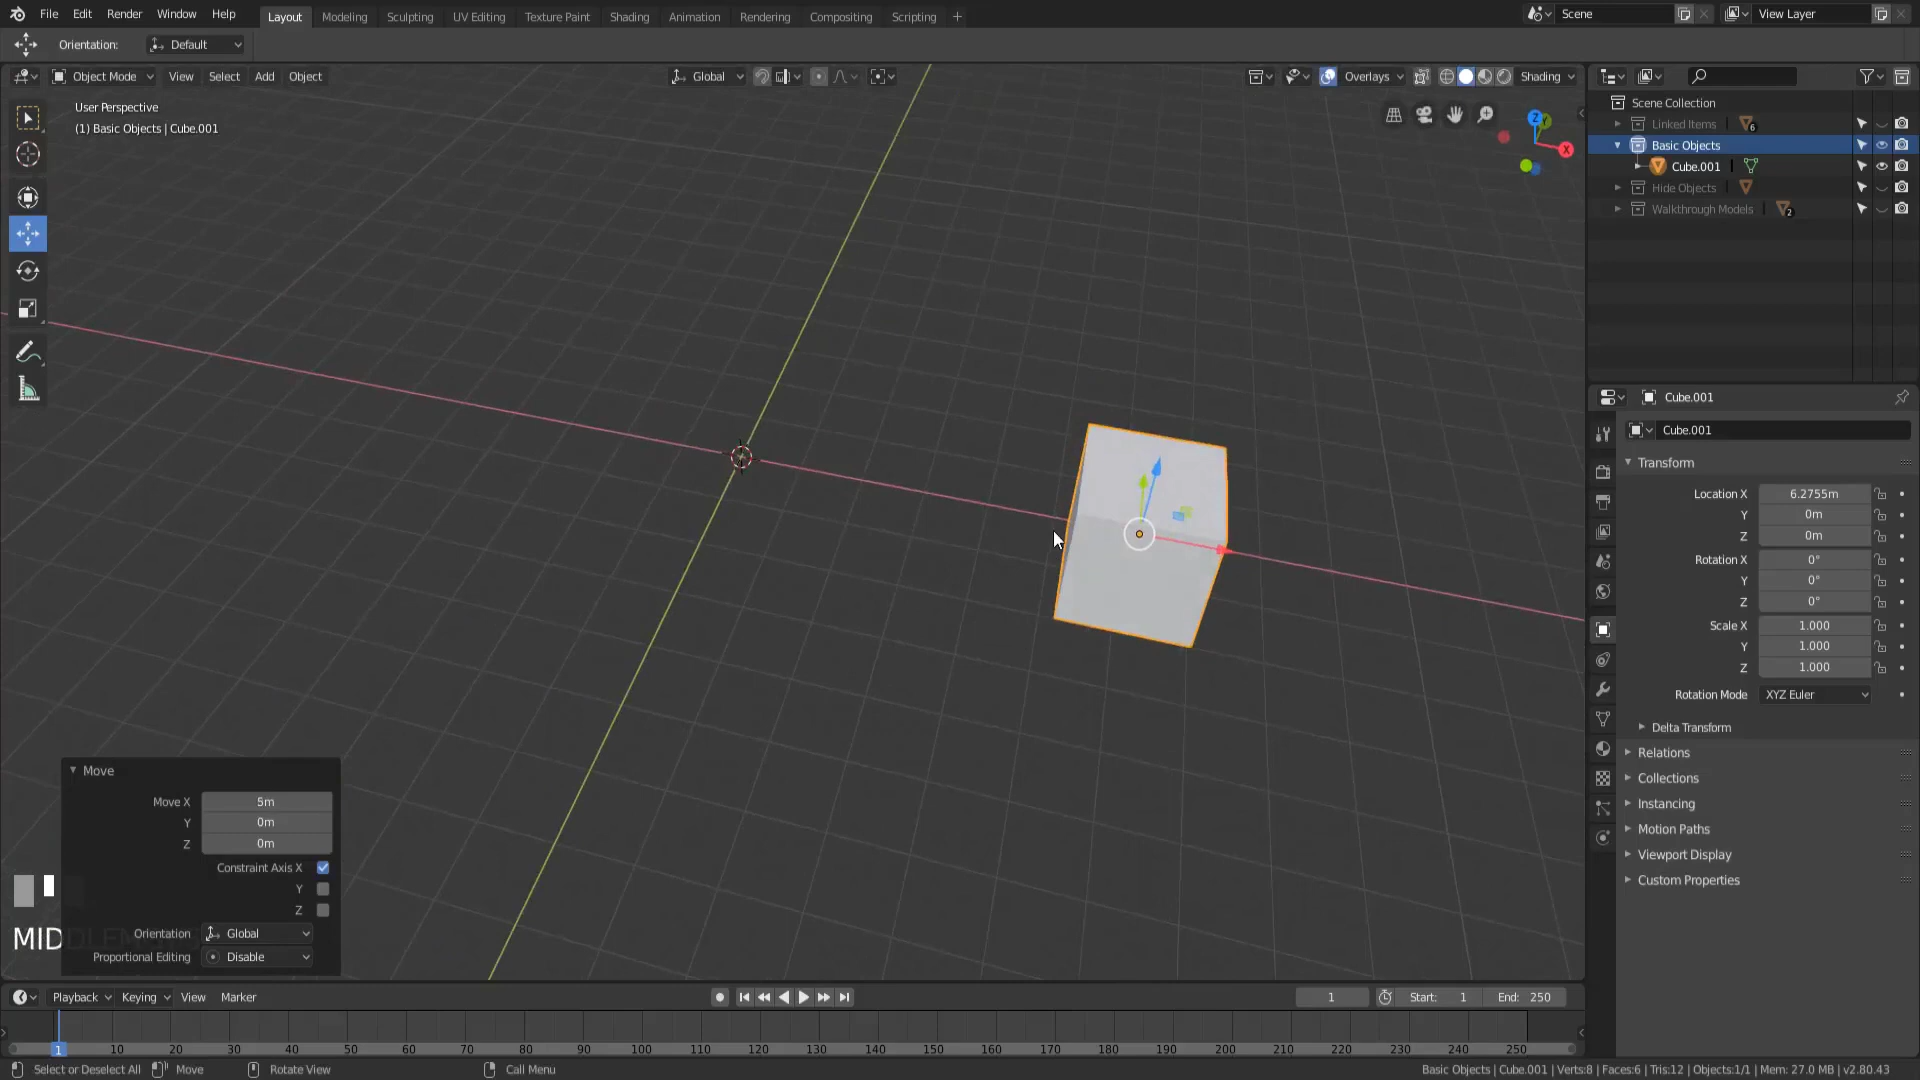 File Edit Render Window Help Layout Modeling Sculpting UV Editing Texture Paint Shading Animation Rendering Compositing Scripting + Scene View Layer
Orientation: Default
Object Mode View Select Add Object Global Overlays Shading
User Perspective
(1) Basic Objects | Cube.001
Z
Y
X
Scene Collection
Linked Items 6
Basic Objects
Cube.001
Hide Objects
Walkthrough Models 2
Cube.001
Cube.001
Transform
Location X 6.2755m
Y 0m
Z 0m
Rotation X 0°
Y 0°
Z 0°
Scale X 1.000
Y 1.000
Z 1.000
Rotation Mode XYZ Euler
Delta Transform
Relations
Collections
Instancing
Motion Paths
Viewport Display
Custom Properties
Move
Move X 5m
Y 0m
Z 0m
Constraint Axis X
Y
Z
Orientation Global
Proportional Editing Disable
Playback Keying View Marker 1 Start: 1 End: 250
1 10 20 30 40 50 60 70 80 90 100 110 120 130 140 150 160 170 180 190 200 210 220 230 240 250
Select or Deselect All Move Rotate View Call Menu Basic Objects | Cube.001 | Verts:8 | Faces:6 | Tris:12 | Objects:1/1 | Mem: 27.0 MB | v2.80.43